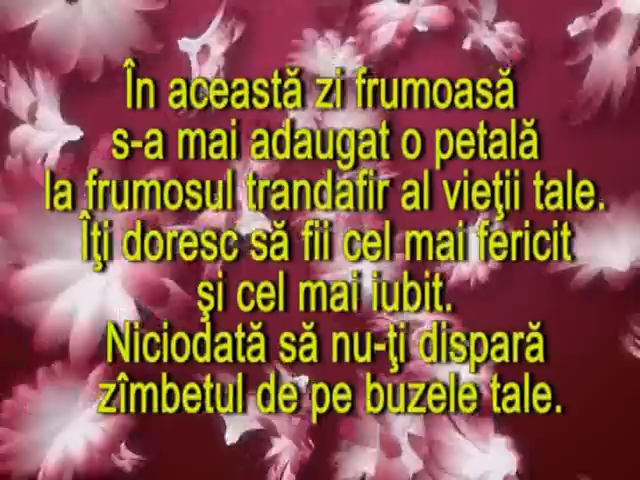 În această zi frumoasă
s-a mai adaugat o petală
la frumosul trandafir al vieţii tale.
Îţi doresc să fii cel mai fericit
şi cel mai iubit.
Niciodată să nu-ţi dispară
zîmbetul de pe buzele tale.